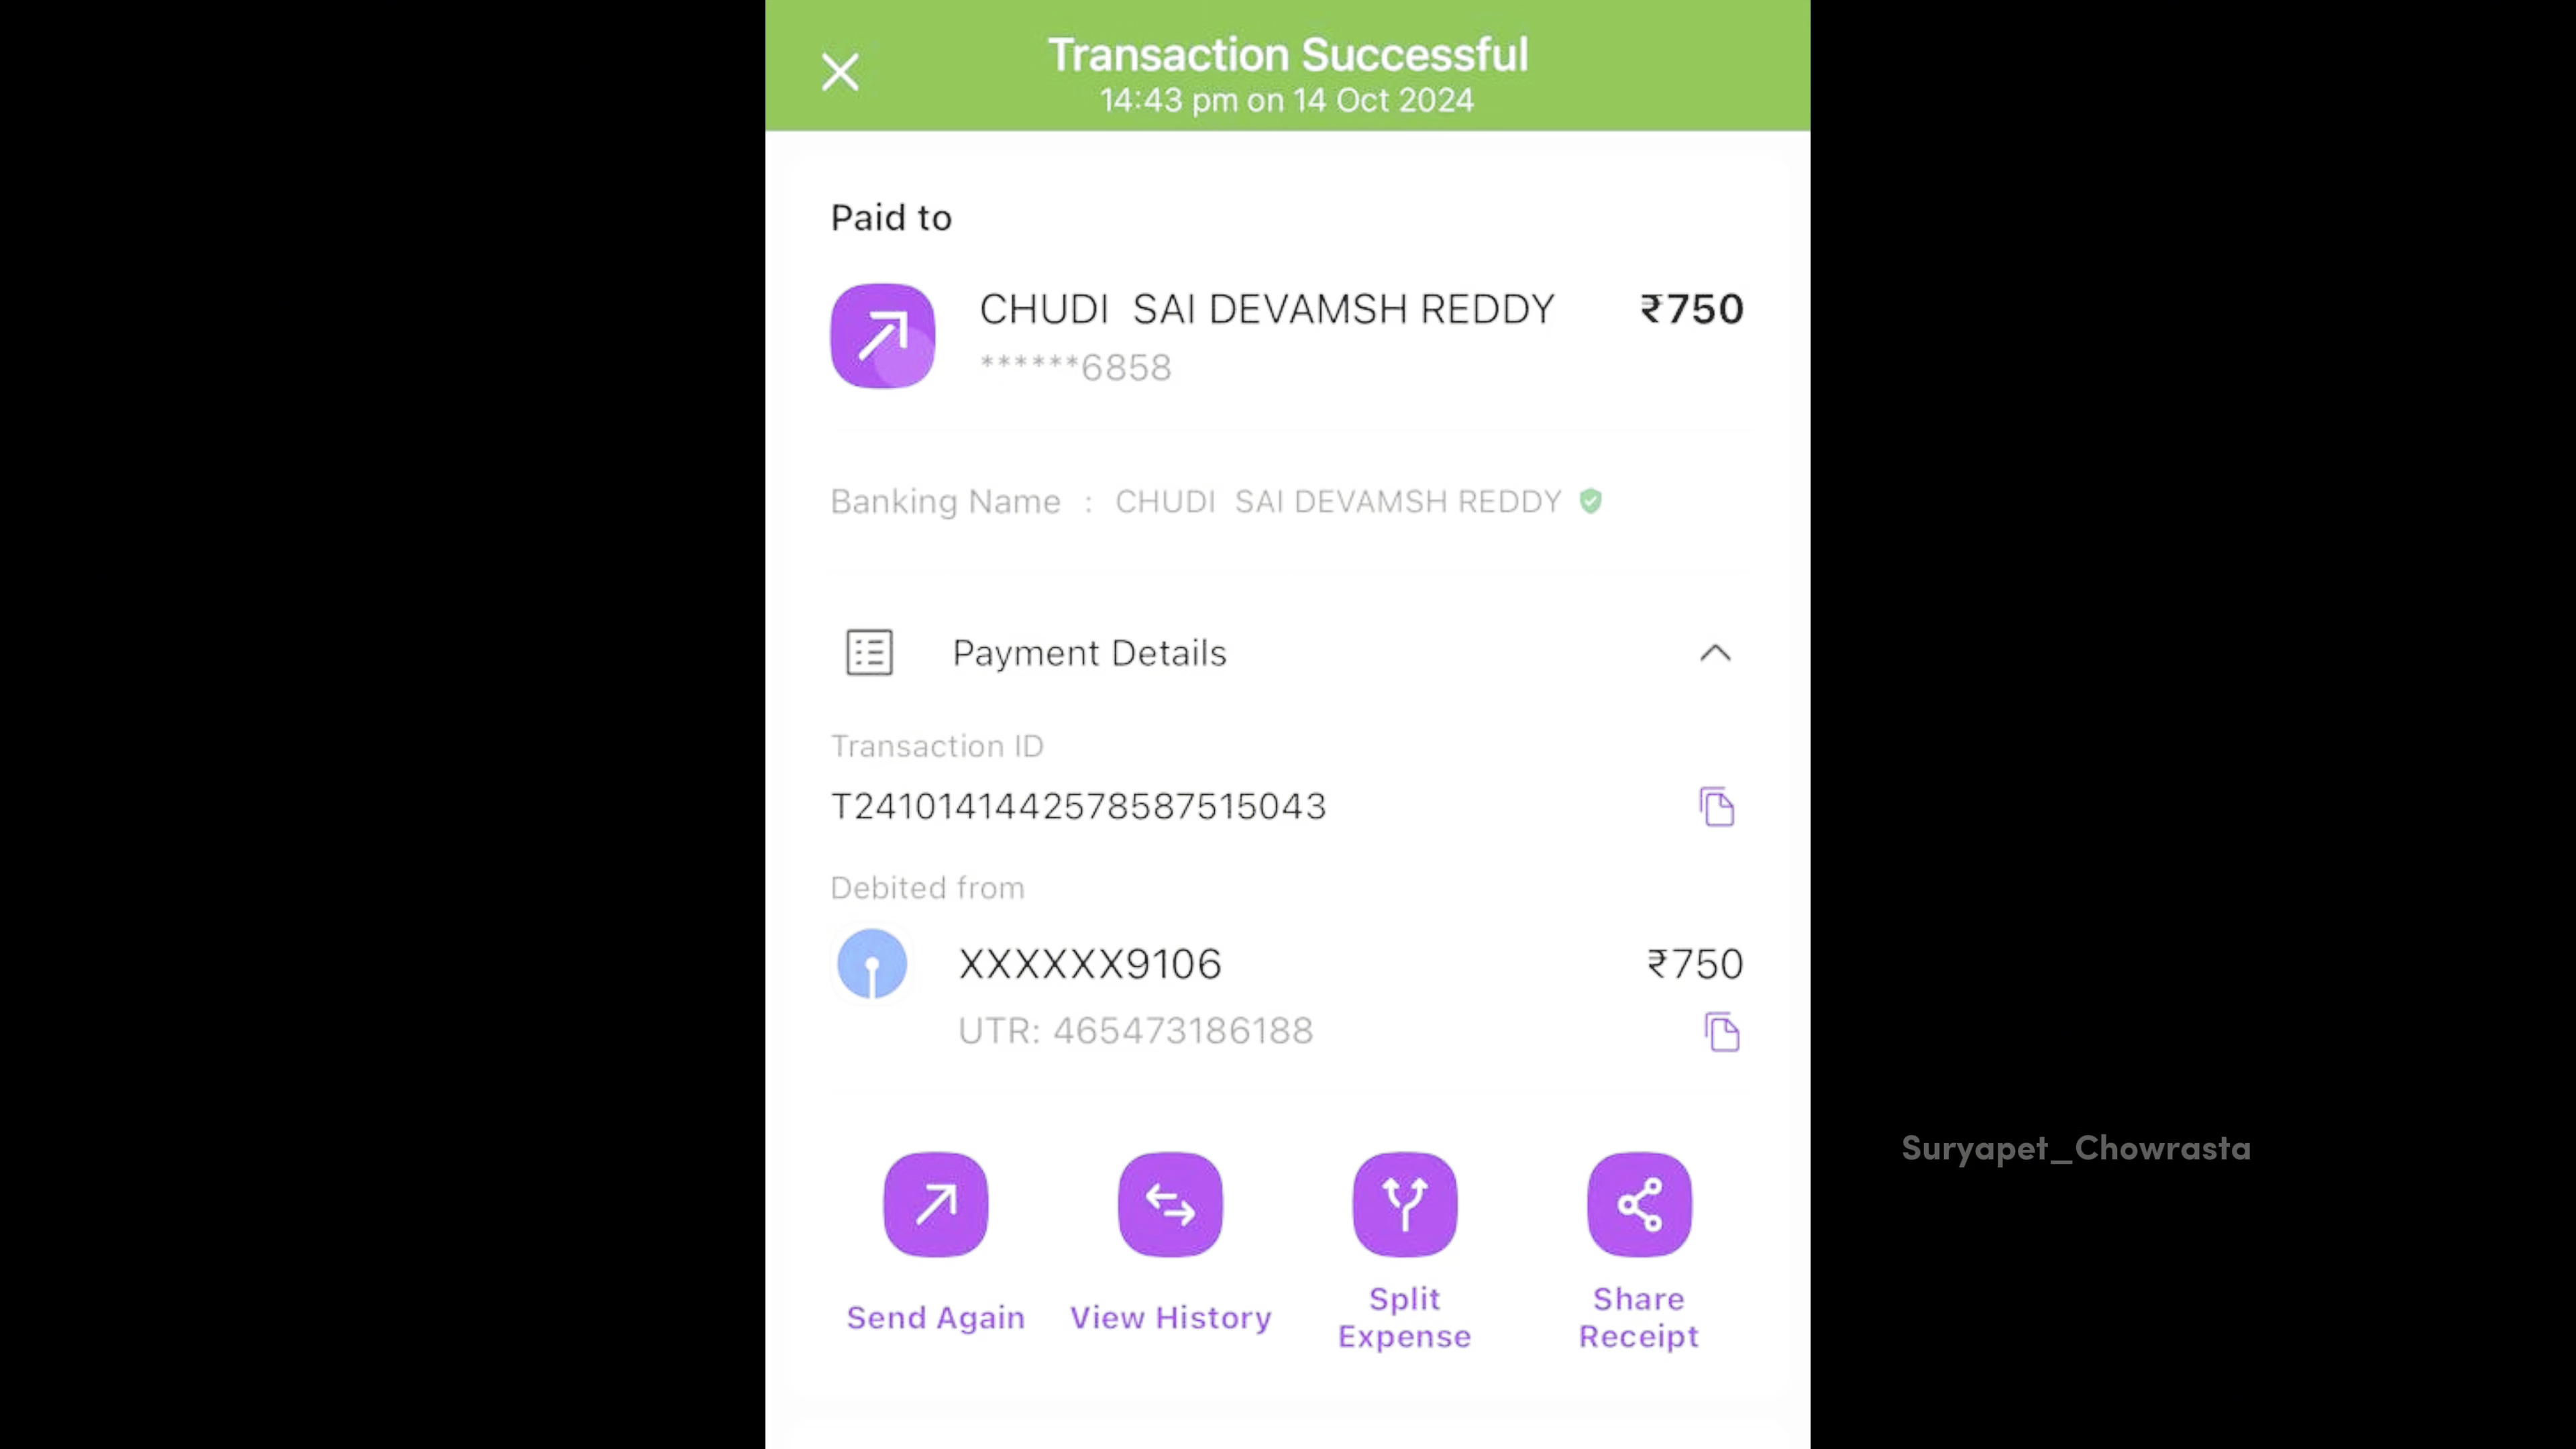 Transaction Successful
14:43 pm on 14 Oct 2024
Paid to
CHUDI  SAI DEVAMSH REDDY ₹750
******6858
Banking Name : CHUDI  SAI DEVAMSH REDDY
Payment Details
Transaction ID
T2410141442578587515043
Debited from
XXXXXX9106 ₹750
UTR: 465473186188
Send Again
View History
Split
Expense
Share
Receipt
Suryapet_Chowrasta